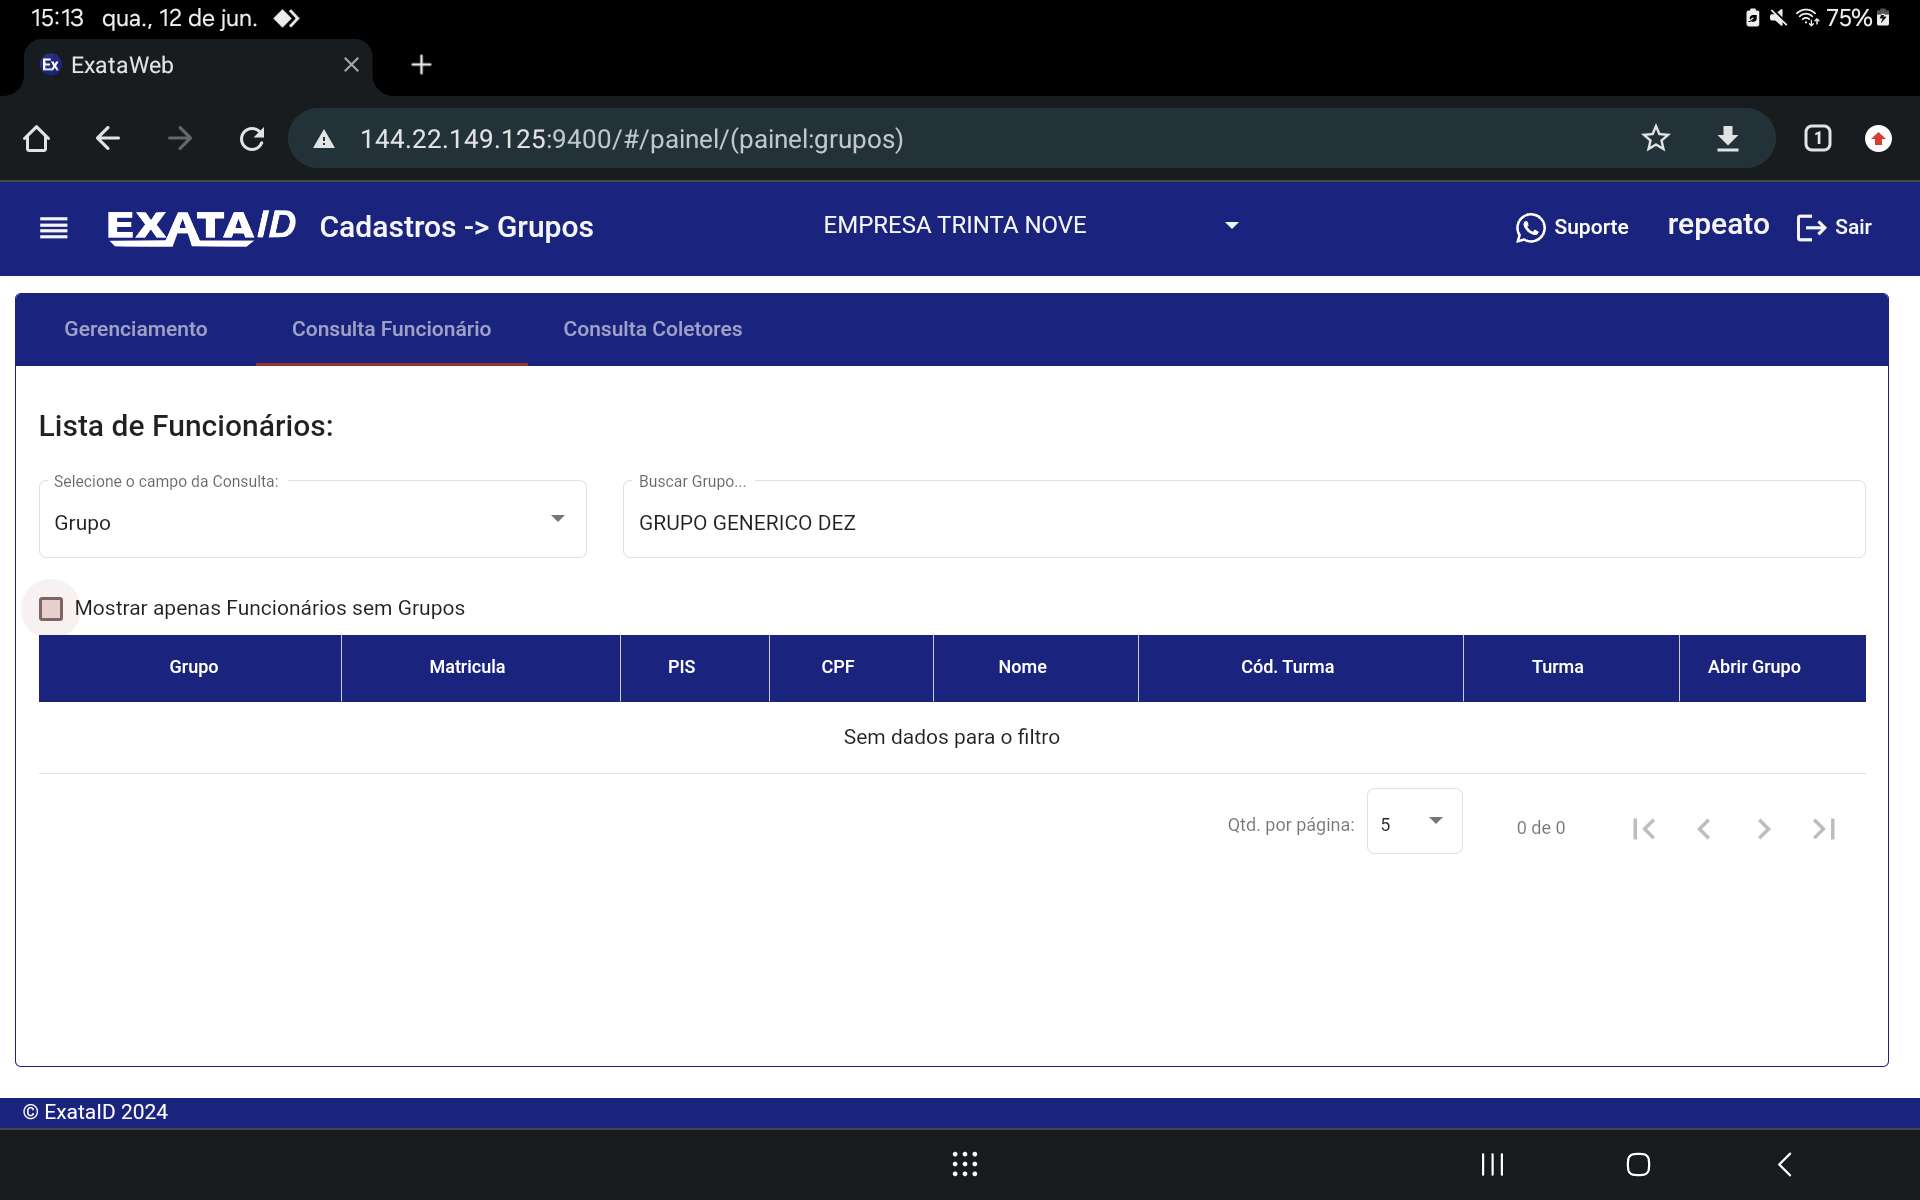 15:13 qua., 12 de jun. 75%
Ex ExataWeb
144.22.149.125:9400/#/painel/(painel:grupos) 1
EXATAID Cadastros -> Grupos EMPRESA TRINTA NOVE Suporte repeato Sair
Gerenciamento Consulta Funcionário Consulta Coletores
Lista de Funcionários:
Selecione o campo da Consulta: Buscar Grupo...
Grupo GRUPO GENERICO DEZ
Mostrar apenas Funcionários sem Grupos
Grupo Matricula PIS CPF Nome Cód. Turma Turma Abrir Grupo
Sem dados para o filtro
Qtd. por página: 5 0 de 0
© ExataID 2024